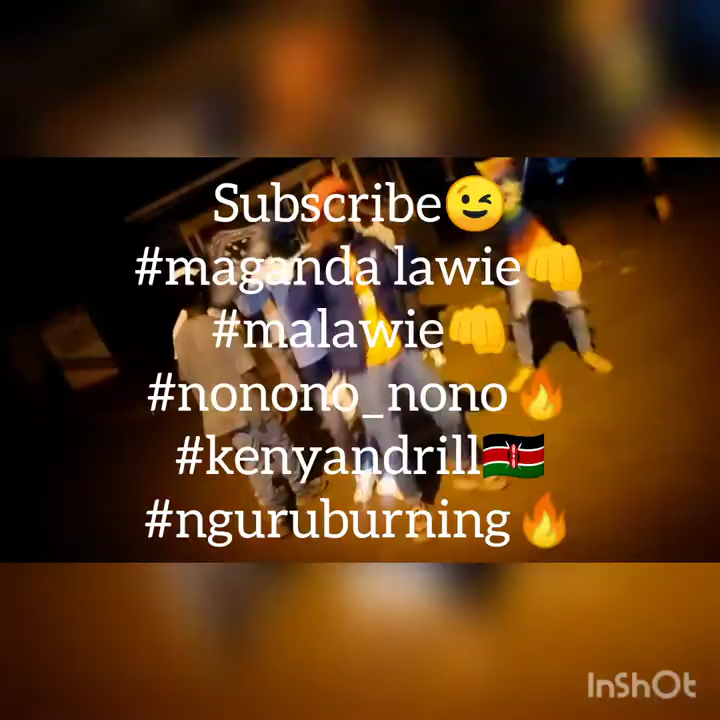 Subscribe😉
#maganda lawie👊
#malawie👊
#nonono_nono🔥
#kenyandrill🇰🇪
#nguruburning🔥
InShOt